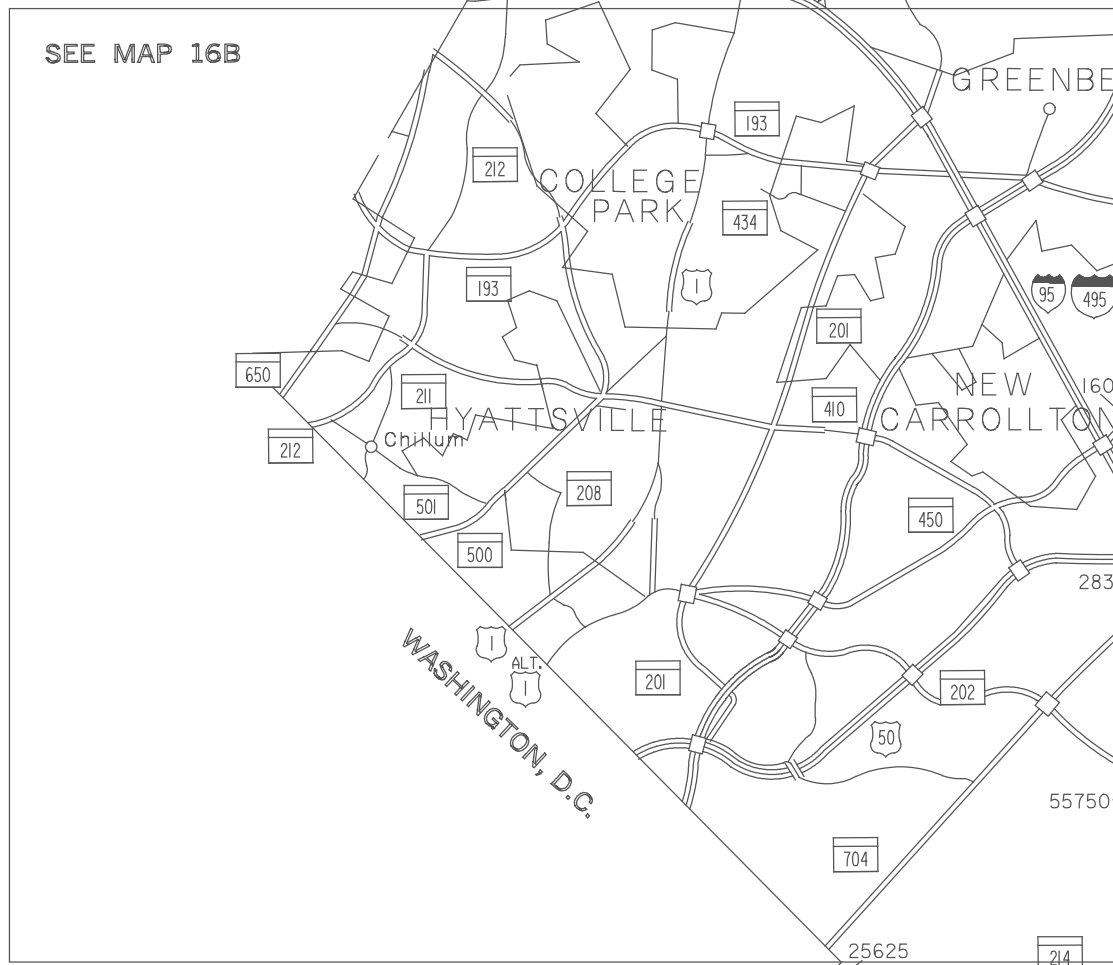 SEE MAP 16B
GREENBE
193
212
COLLEGE
PARK
434
193
1
95
495
201
650
211
NEW
160
410
HYATTSVILLE
CARROLLTON
Chillum
212
208
501
450
500
283
1
ALT.
1
WASHINGTON, D.C.
201
202
50
55750
704
25625
214